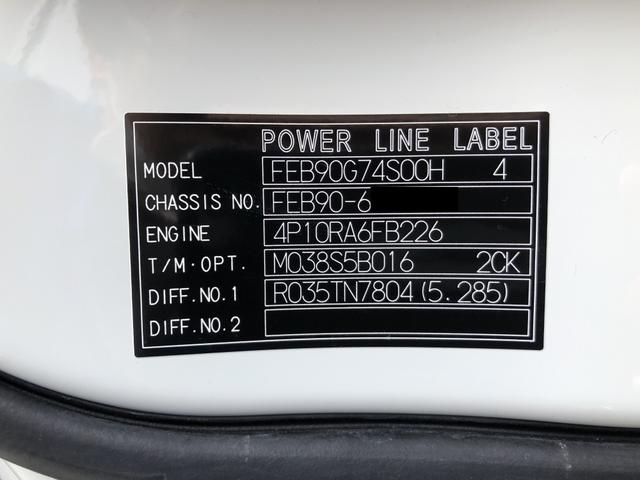 POWER LINE LABEL
MODEL FEB90G74S00H 4
CHASSIS NO. FEB90-6
ENGINE 4P10RA6FB226
T/M·OPT. M038S5B016 2CK
DIFF.NO.1 R035TN7804(5.285)
DIFF.NO.2